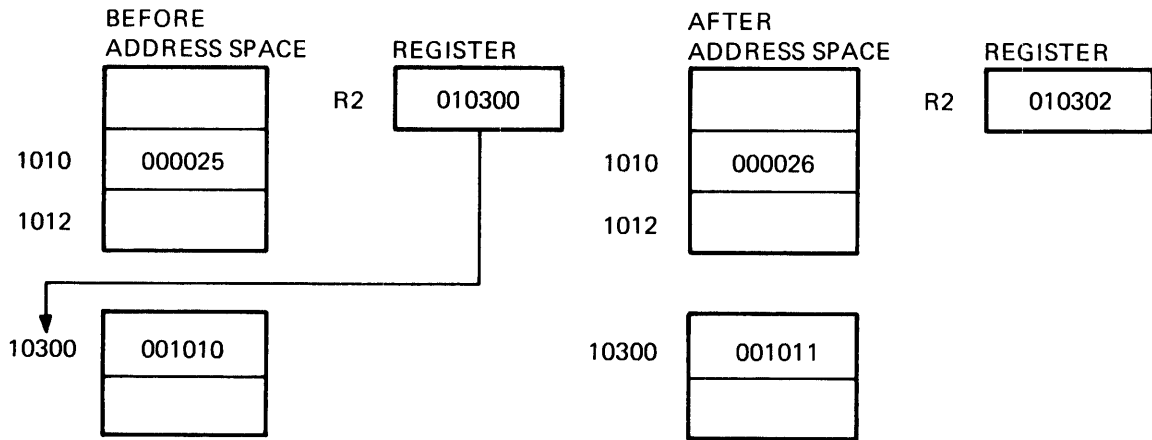 BEFORE
ADDRESS SPACE REGISTER
R2 010300
1010 000025
1012
10300 001010
AFTER
ADDRESS SPACE REGISTER
R2 010302
1010 000026
1012
10300 001011